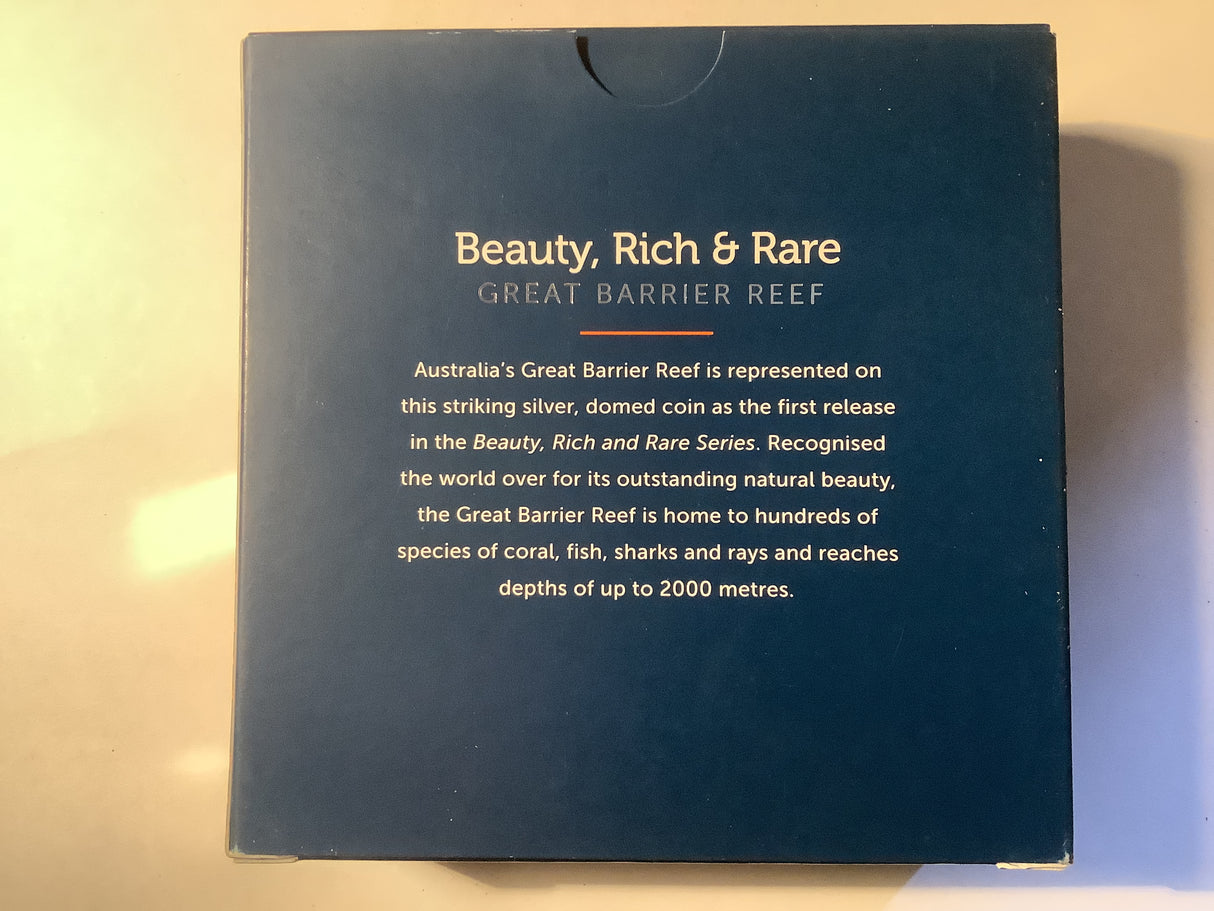 Beauty, Rich & Rare
GREAT BARRIER REEF
Australia's Great Barrier Reef is represented on
this striking silver, domed coin as the first release
in the Beauty, Rich and Rare Series. Recognised
the world over for its outstanding natural beauty,
the Great Barrier Reef is home to hundreds of
species of coral, fish, sharks and rays and reaches
depths of up to 2000 metres.